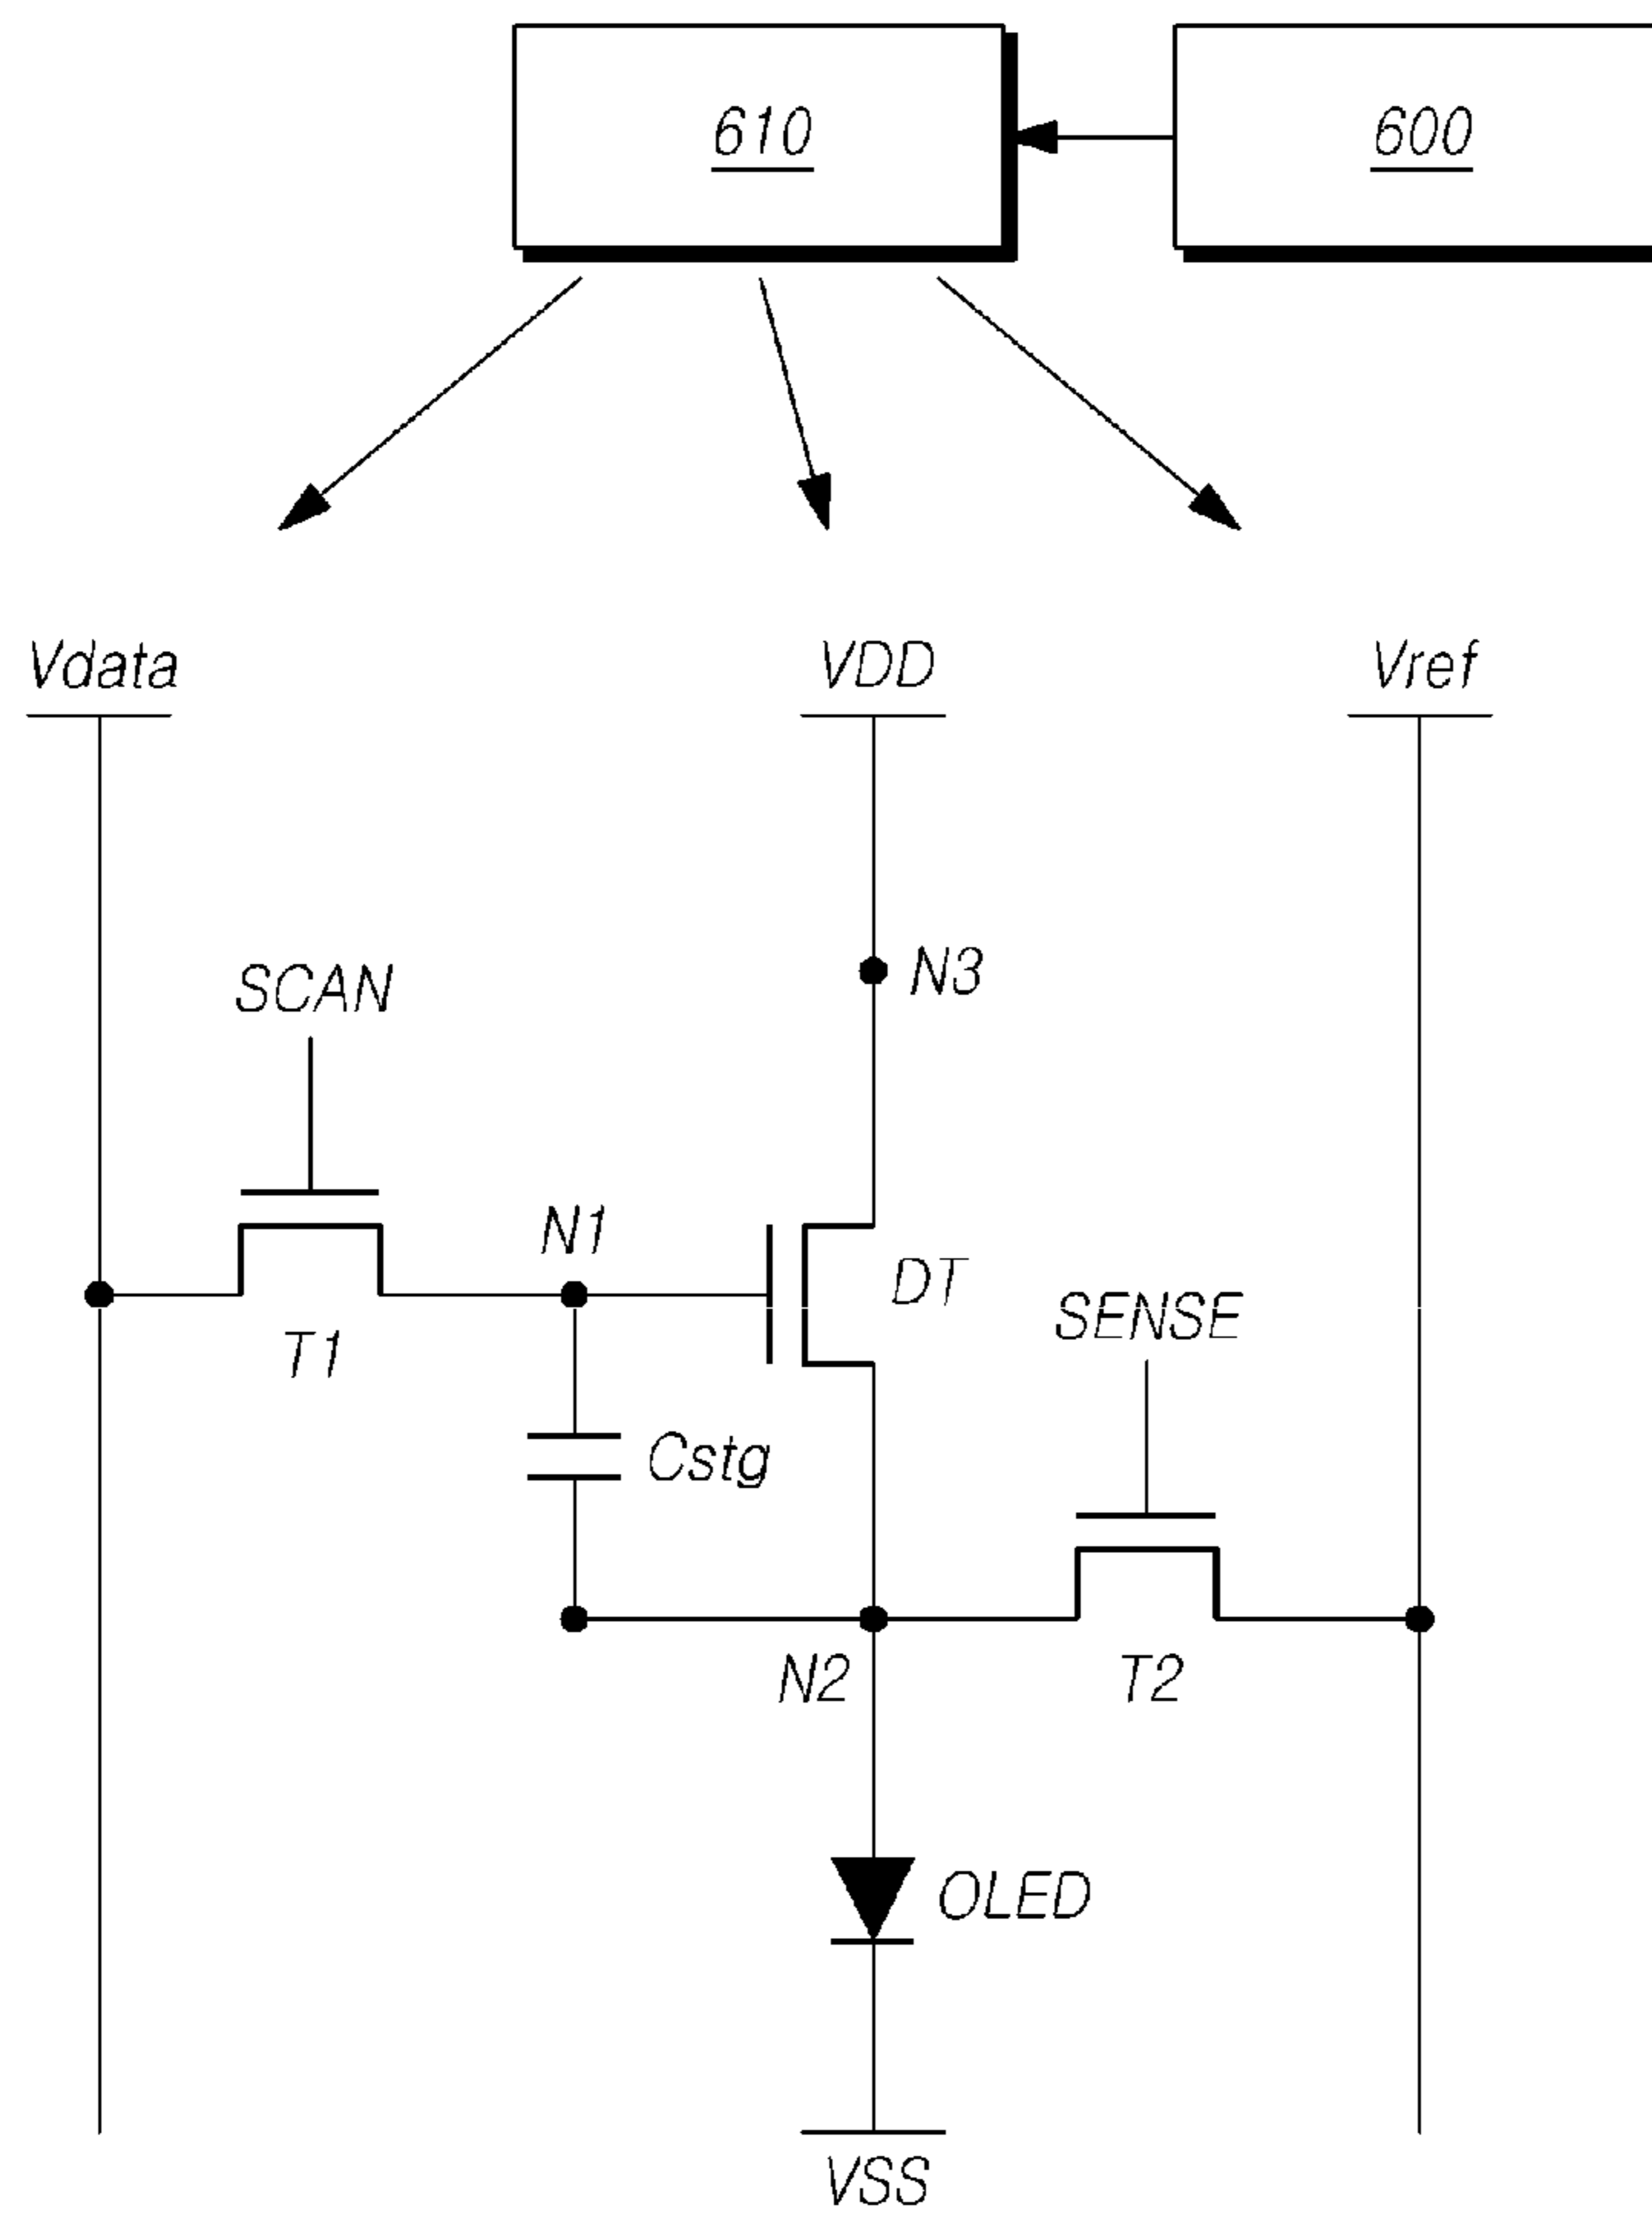 610
600
Vdata
VDD
Vref
N3
SCAN
N1
DT
SENSE
T1
Cstg
N2
T2
OLED
VSS